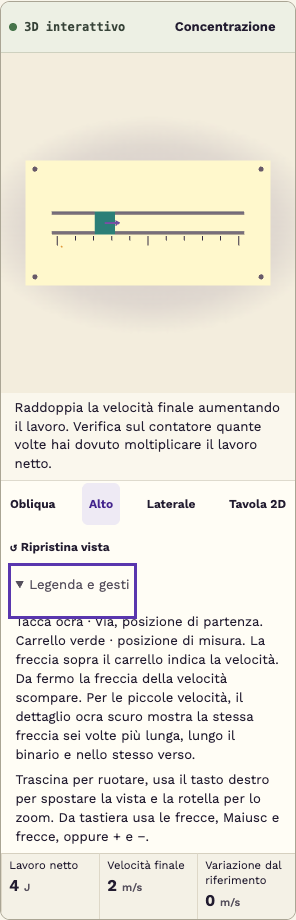 3D interattivo
Concentrazione
Raddoppia la velocità finale aumentando
il lavoro. Verifica sul contatore quante
volte hai dovuto moltiplicare il lavoro
netto.
Obliqua
Alto
Laterale
Tavola 2D
↺ Ripristina vista
▼ Legenda e gesti
Tacca ocra · via, posizione di partenza.
Carrello verde · posizione di misura. La
freccia sopra il carrello indica la velocità.
Da fermo la freccia della velocità
scompare. Per le piccole velocità, il
dettaglio ocra scuro mostra la stessa
freccia sei volte più lunga, lungo il
binario e nello stesso verso.
Trascina per ruotare, usa il tasto destro
per spostare la vista e la rotella per lo
zoom. Da tastiera usa le frecce, Maiusc e
frecce, oppure + e −.
Lavoro netto
4 J
Velocità finale
2 m/s
Variazione dal
riferimento
0 m/s